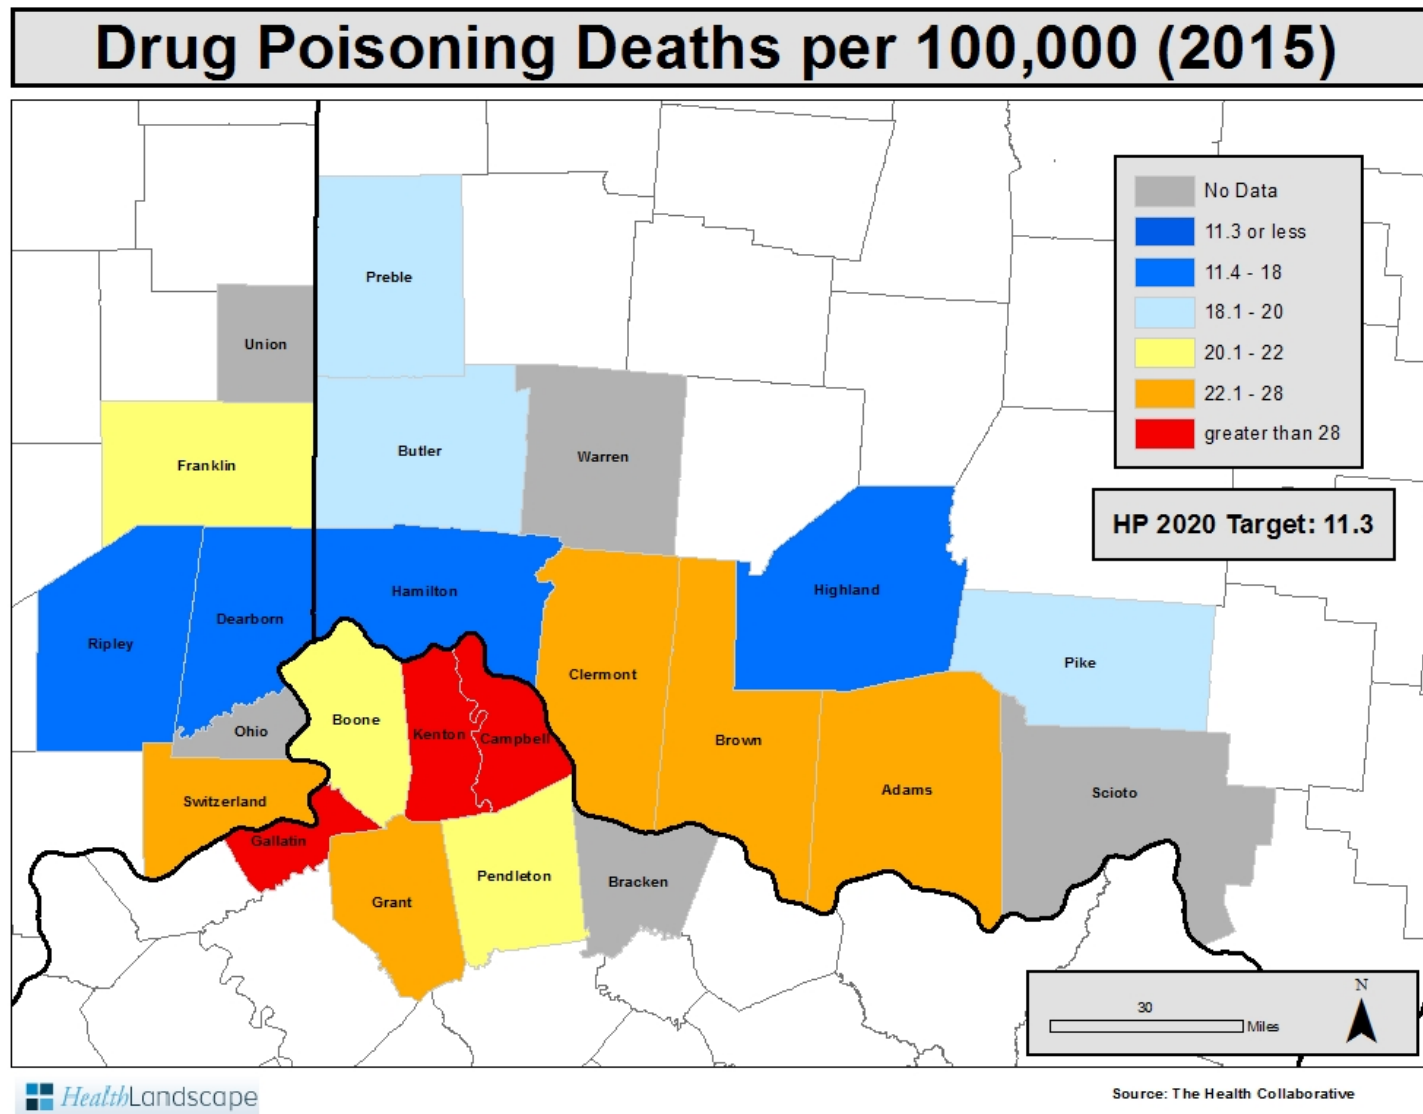 Drug Poisoning Deaths per 100,000 (2015)
No Data
11.3 or less
11.4 - 18
18.1 - 20
20.1 - 22
22.1 - 28
greater than 28
HP 2020 Target: 11.3
Preble
Union
Franklin
Butler
Warren
Ripley
Dearborn
Hamilton
Highland
Clermont
Pike
Ohio
Boone
Kenton
Campbell
Brown
Switzerland
Adams
Scioto
Gallatin
Grant
Pendleton
Bracken
N
30
Miles
HealthLandscape
Source: The Health Collaborative